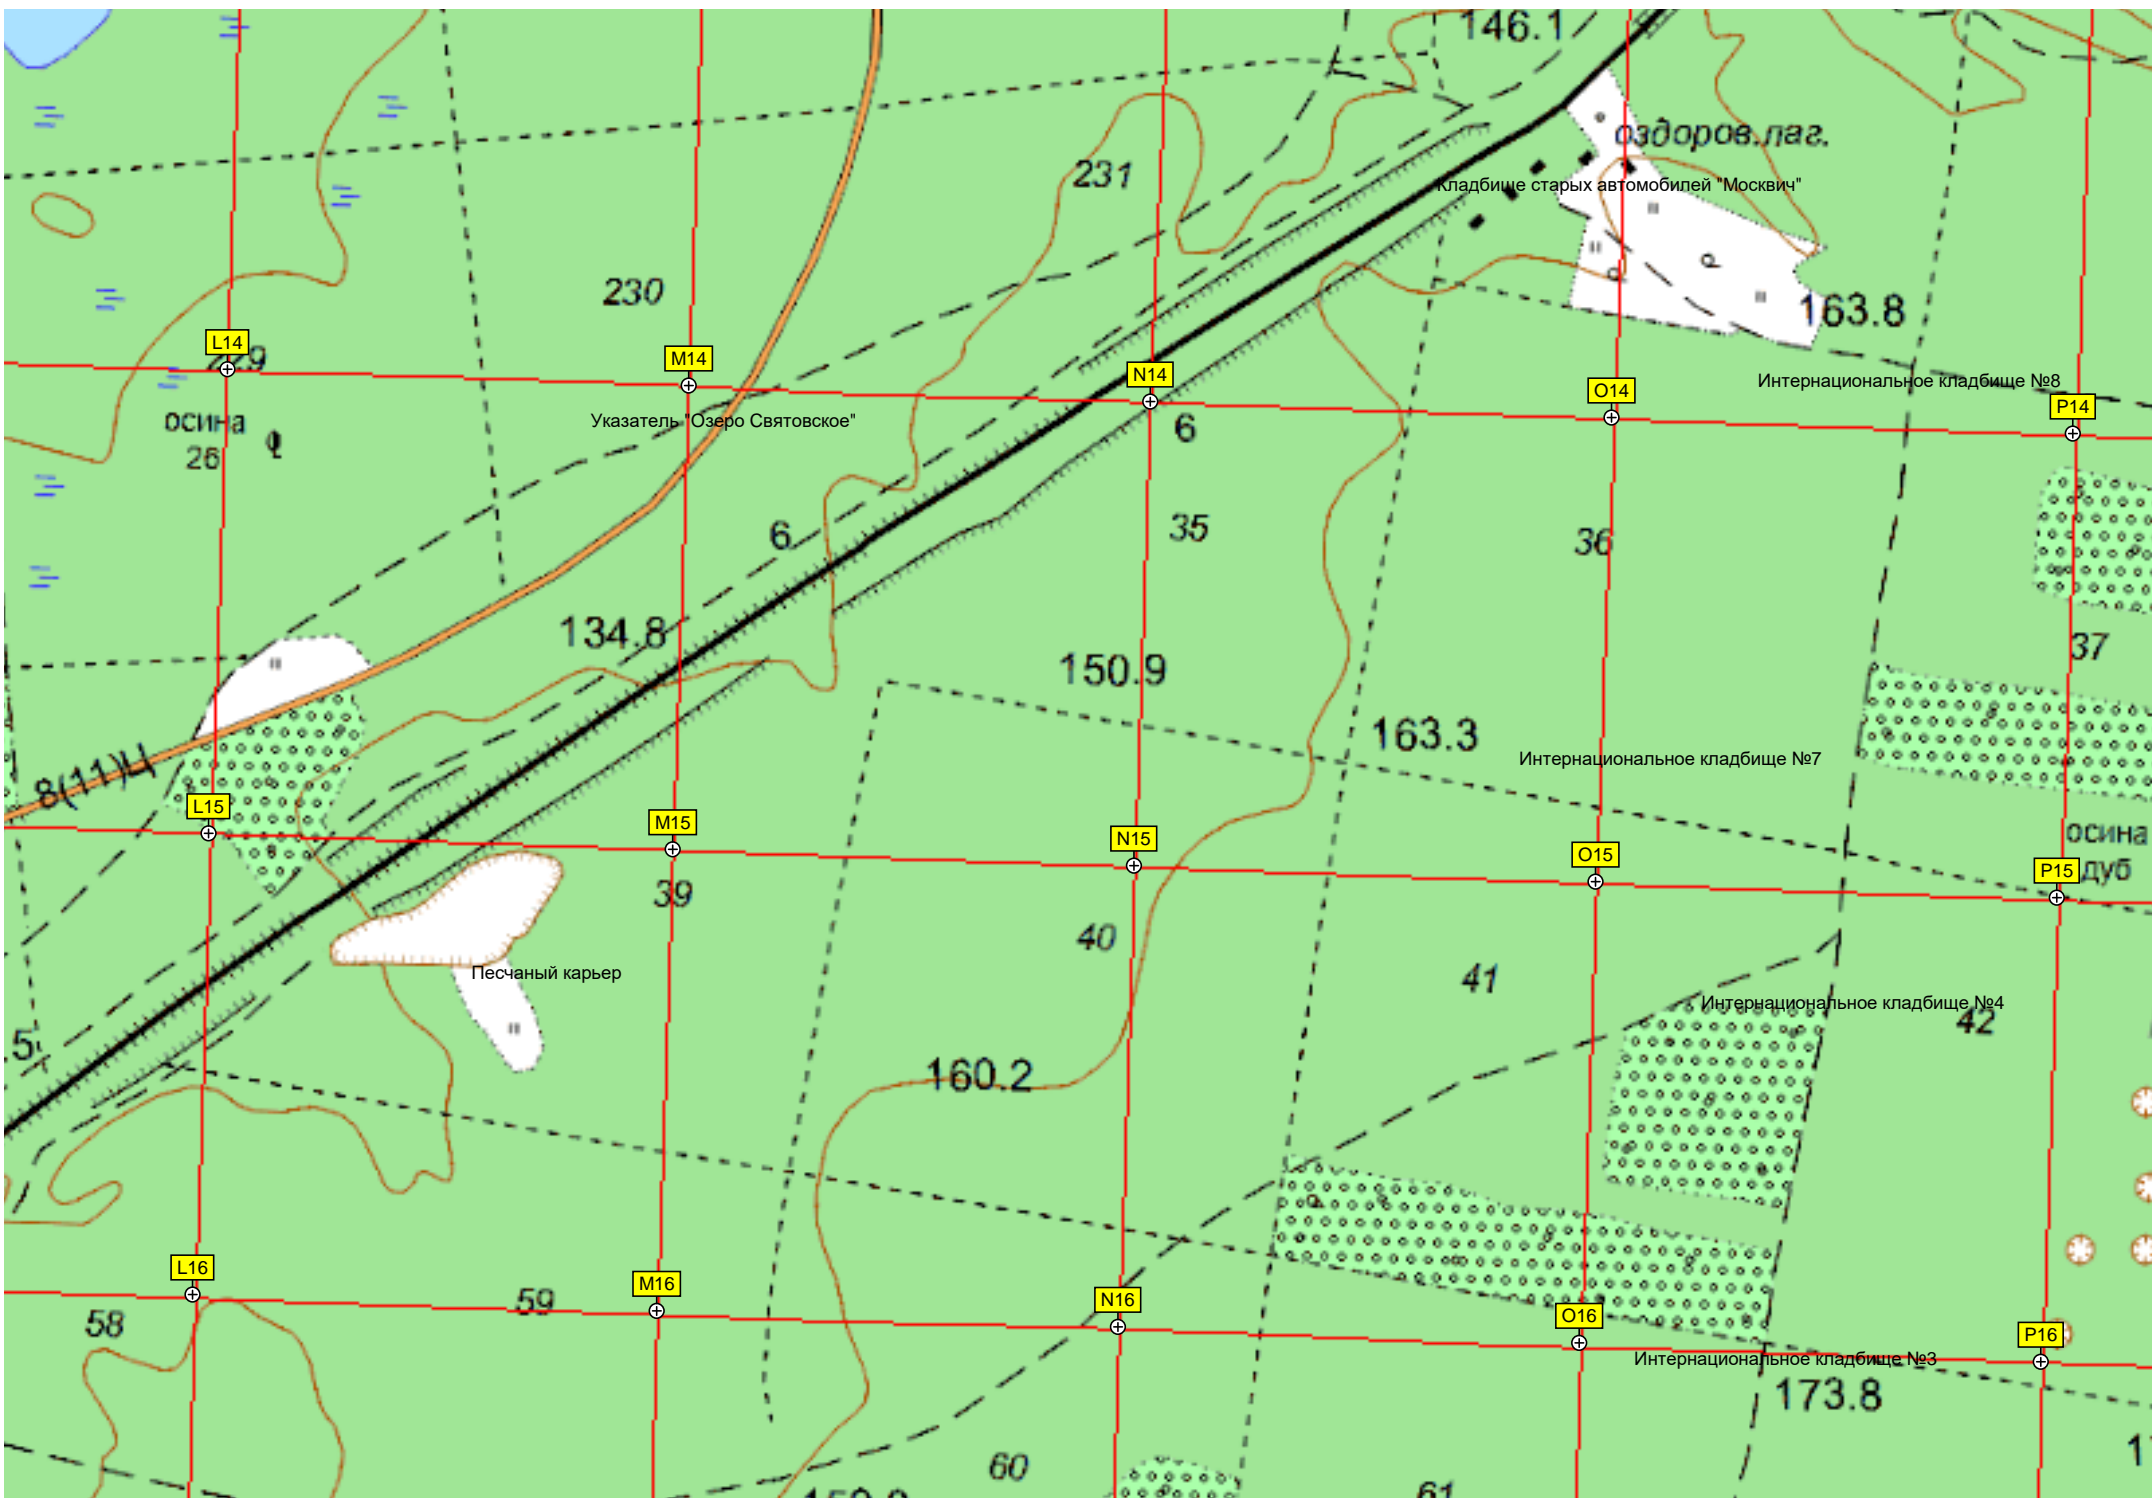 146.1
оздоров.лаг.
231
Кладбище старых автомобилей "Москвич"
230
163.8
L14
M14
N14
O14
P14
Интернациональное кладбище №8
осина
26
Указатель "Озеро Святовское"
6
35
36
6
134.8
150.9
37
163.3
Интернациональное кладбище №7
8(11)Ц
L15
M15
N15
O15
P15
осина
дуб
39
40
41
Песчаный карьер
Интернациональное кладбище №4
42
5
160.2
L16
M16
N16
O16
P16
58
59
Интернациональное кладбище №3
173.8
60
61